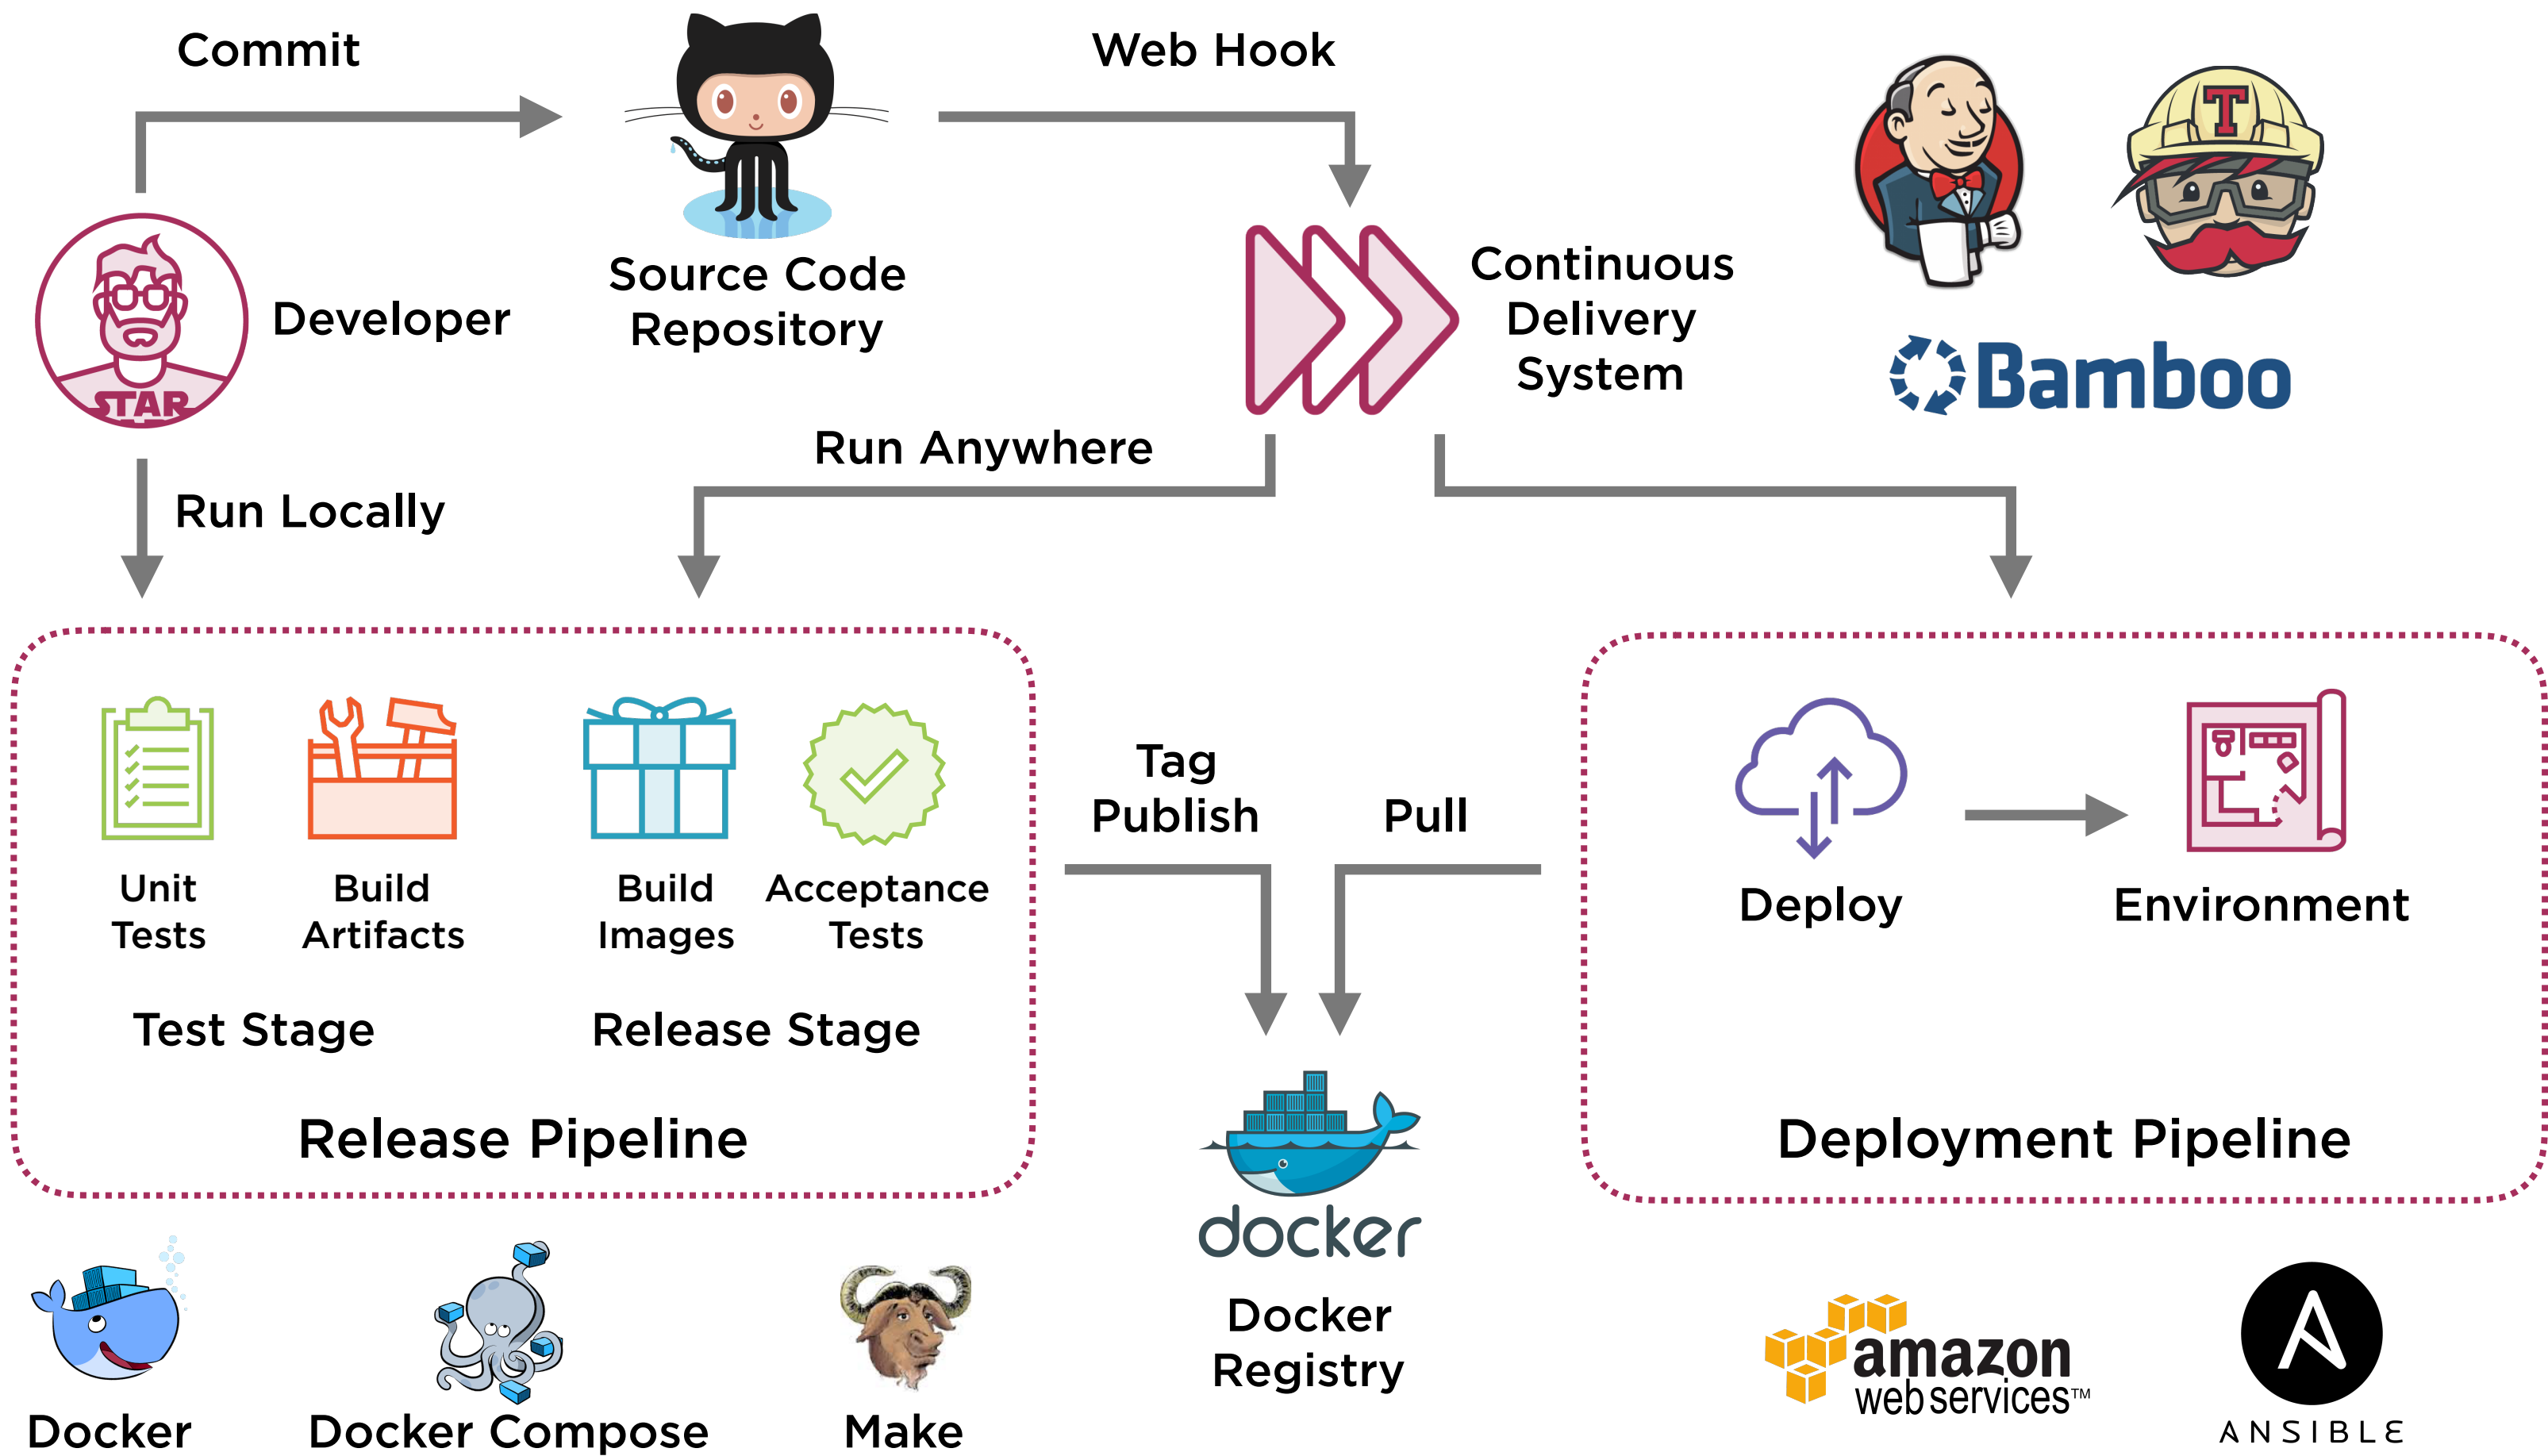 Commit
Web Hook
T
Developer
STAR
Source Code
Repository
Continuous
Delivery
System
Bamboo
Run Anywhere
Run Locally
Unit
Tests
Build
Artifacts
Build
Images
Acceptance
Tests
Test Stage
Release Stage
Release Pipeline
Tag
Publish
Pull
Deploy
Environment
Deployment Pipeline
docker
Docker
Registry
Docker
Docker Compose
Make
amazon
webservices™
ANSIBLE